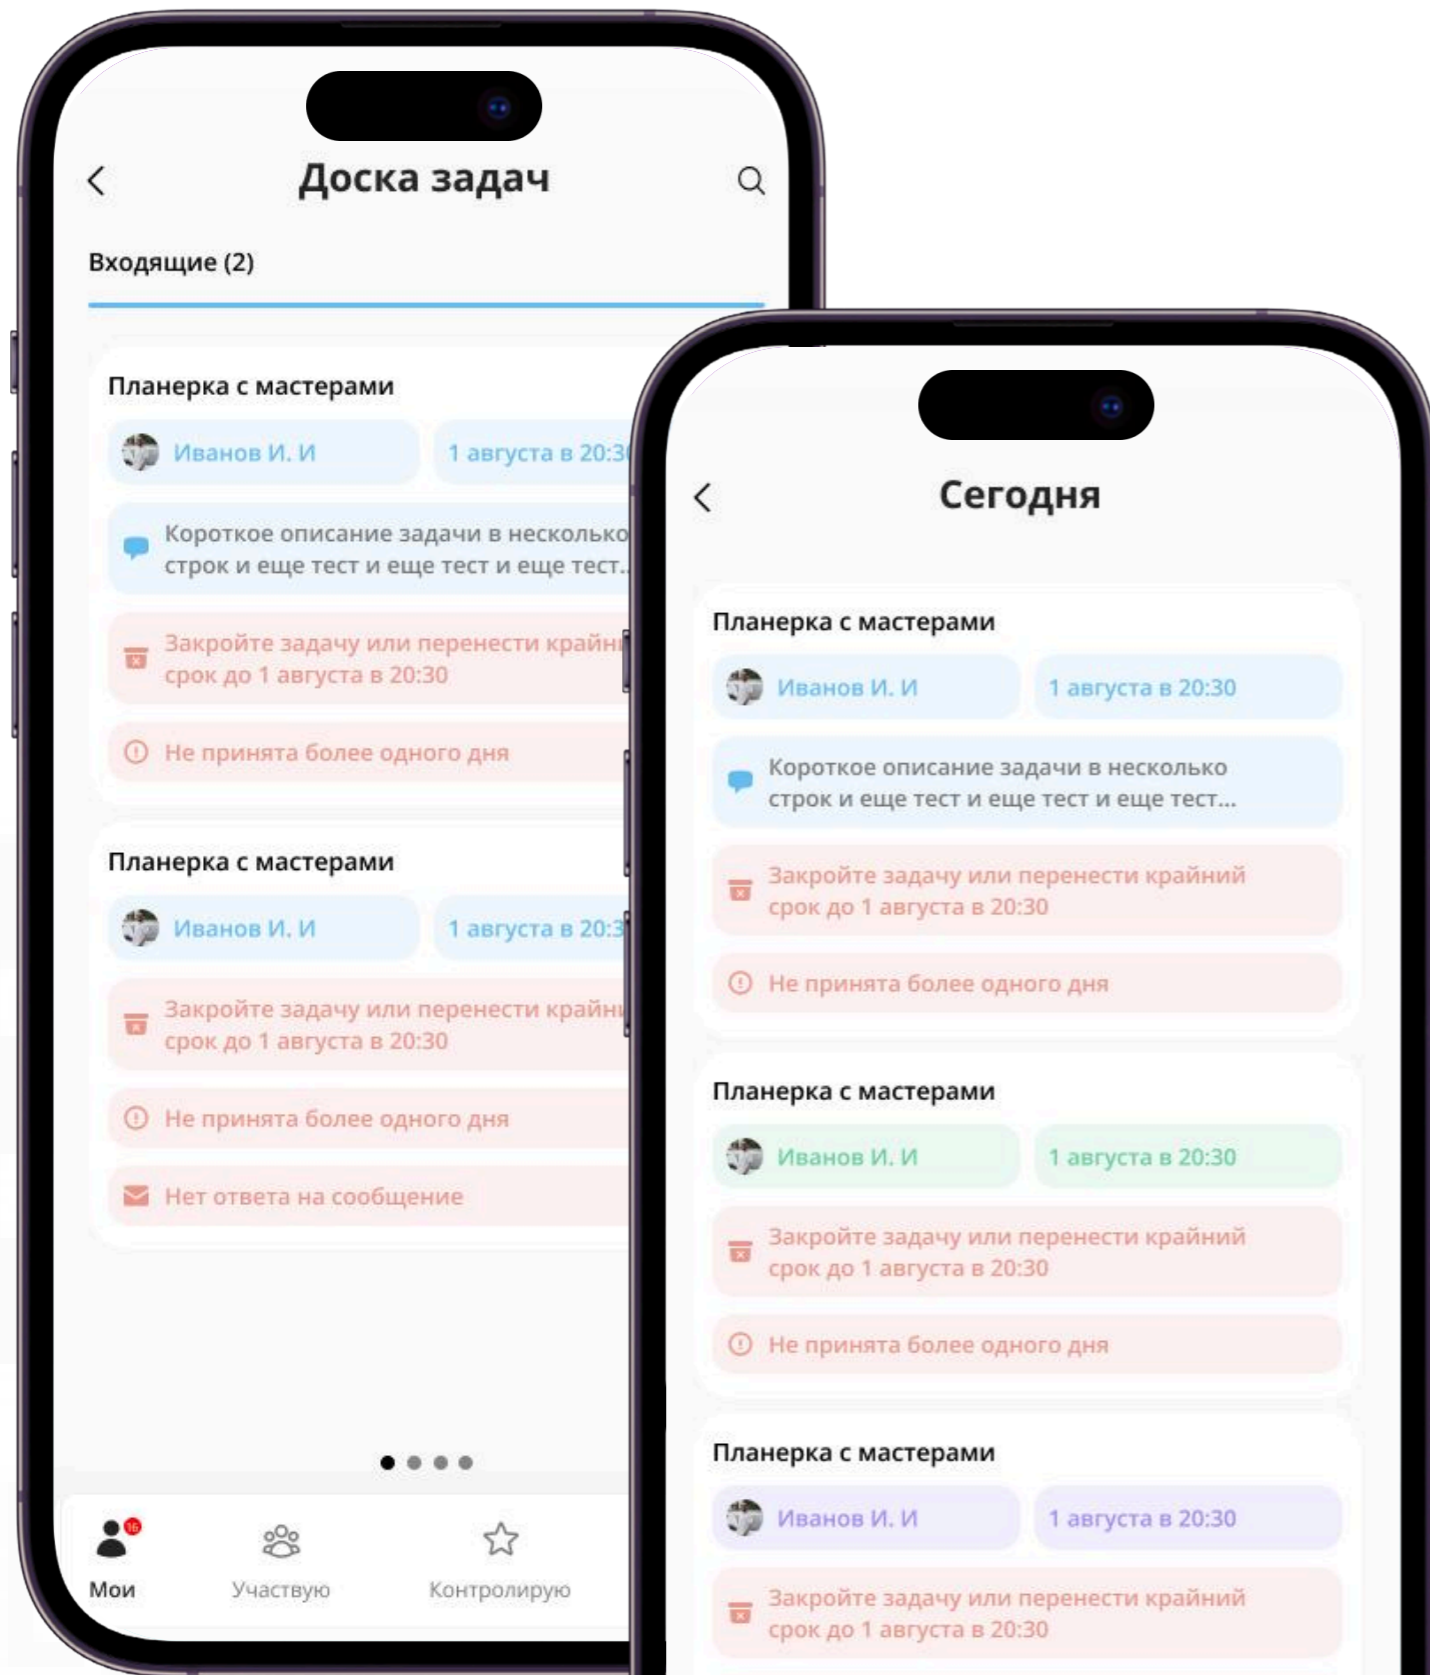 Доска задач
Входящие (2)
Планерка с мастерами
Иванов И. И
1 августа в 20:30
Короткое описание задачи в несколько
строк и еще тест и еще тест и еще тест..
Закройте задачу или перенести
срок до 1 августа в 20:30
Не принята более одного дня
Планерка с мастерами
Иванов И. И
1 августа в 20:3
Закройте задачу или перенести
срок до 1 августа в 20:30
Не принята более одного дня
Нет ответа на сообщение
16
Мои
Участвую
Контролирую
Сегодня
Планерка с мастерами
Иванов И. И
1 августа в 20:30
Короткое описание задачи в несколько
строк и еще тест и еще тест и еще тест...
Закройте задачу или перенести крайний
срок до 1 августа в 20:30
Не принята более одного дня
Планерка с мастерами
Иванов И. И
1 августа в 20:30
Закройте задачу или перенести крайний
срок до 1 августа в 20:30
Не принята более одного дня
Планерка с мастерами
Иванов И. И
1 августа в 20:30
Закройте задачу или перенести крайний
срок до 1 августа в 20:30